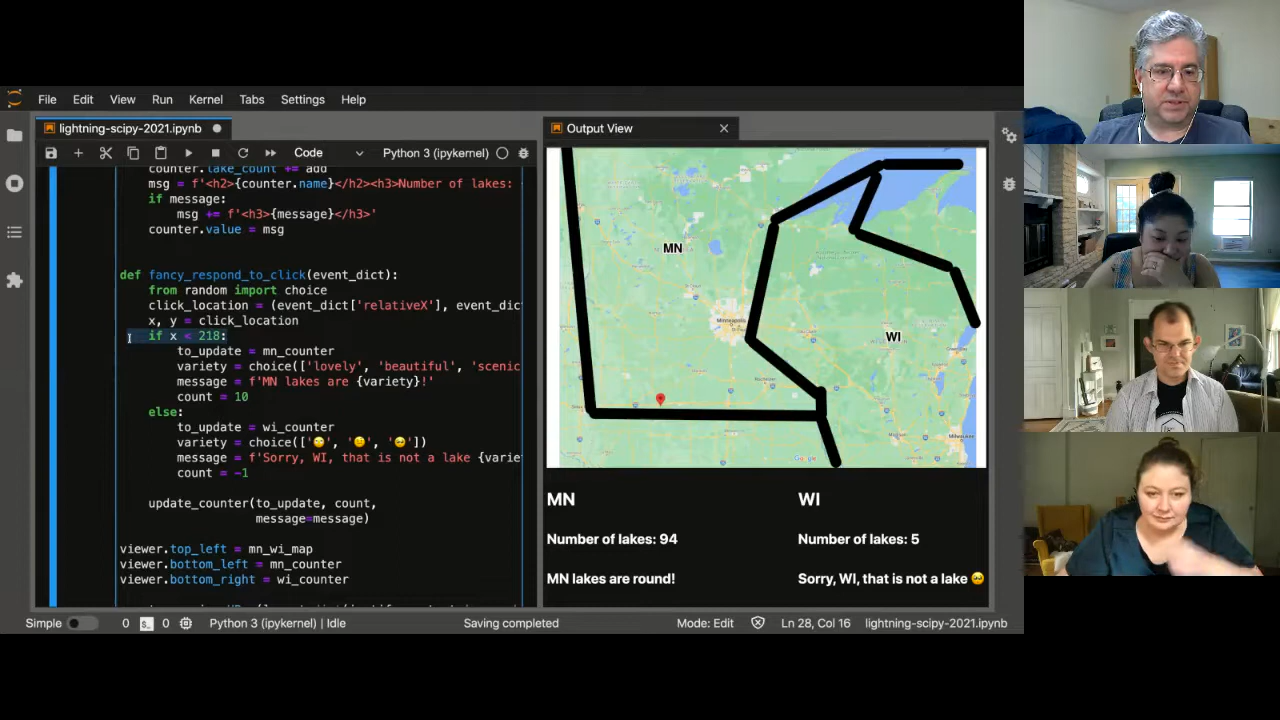 File Edit View Run Kernel Tabs Settings Help
lightning-scipy-2021.ipynb
Code
Python 3 (ipykernel)
counter.lake_count += add
msg = f'<h2>{counter.name}</h2><h3>Number of lakes:
if message:
msg += f'<h3>{message}</h3>'
counter.value = msg
def fancy_respond_to_click(event_dict):
from random import choice
click_location = (event_dict['relativeX'], event_dic
x, y = click_location
if x < 218:
to_update = mn_counter
variety = choice(['lovely', 'beautiful', 'scenic
message = f'MN lakes are {variety}!'
count = 10
else:
to_update = wi_counter
variety = choice(['😳', '😉', '🥺'])
message = f'Sorry, WI, that is not a lake {varie
count = -1
update_counter(to_update, count,
message=message)
viewer.top_left = mn_wi_map
viewer.bottom_left = mn_counter
viewer.bottom_right = wi_counter
Output View
MN
Minneapolis
WI
Milwaukee
Google
MN
Number of lakes: 94
MN lakes are round!
WI
Number of lakes: 5
Sorry, WI, that is not a lake 🥺
Simple
0
0
Python 3 (ipykernel) | Idle
Saving completed
Mode: Edit
Ln 28, Col 16
lightning-scipy-2021.ipynb